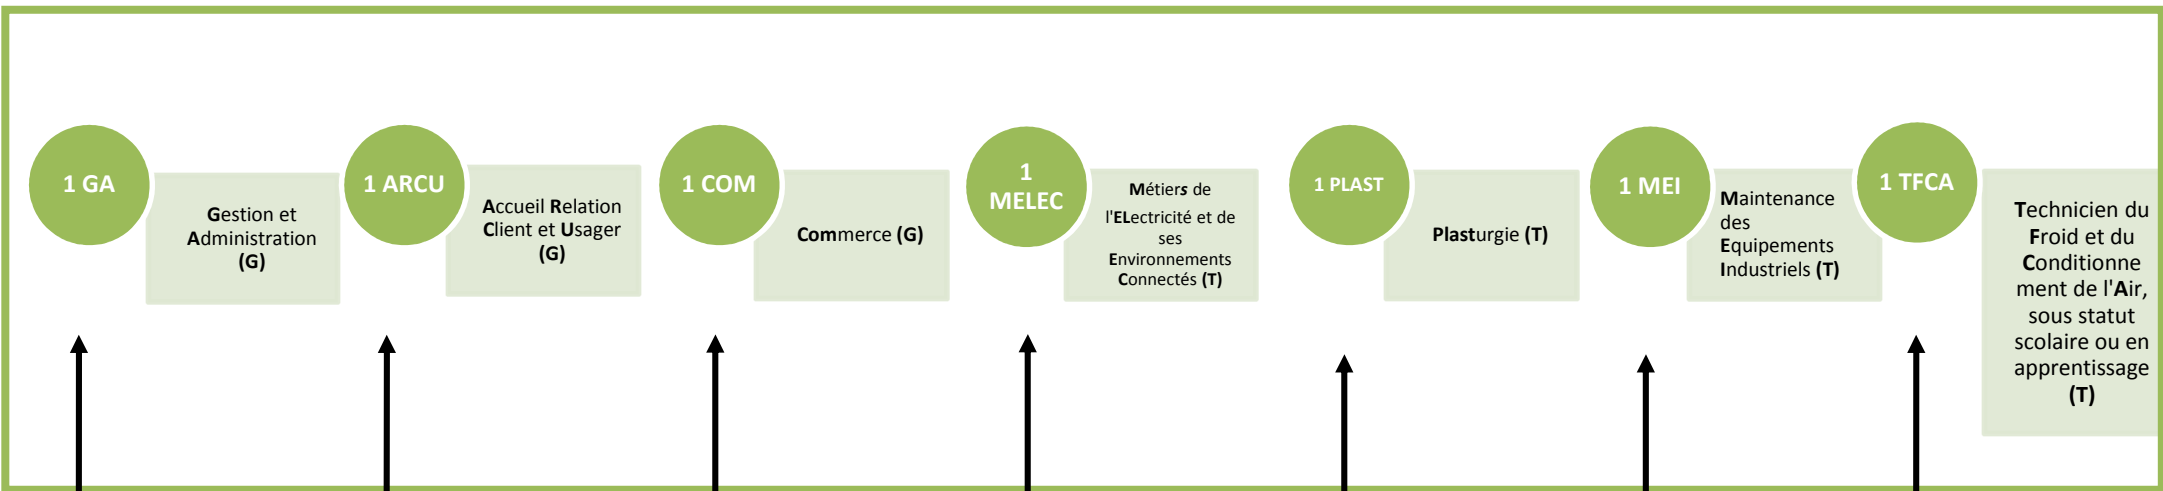 1 GA
Gestion et
Administration
(G)
1 ARCU
Accueil Relation
Client et Usager
(G)
1 COM
Commerce (G)
1
MELEC
Métiers de
l'ELectricité et de
ses
Environnements
Connectés (T)
1 PLAST
Plasturgie (T)
1 MEI
Maintenance
des
Equipements
Industriels (T)
1 TFCA
Technicien du
Froid et du
Conditionne
ment de l'Air,
sous statut
scolaire ou en
apprentissage
(T)